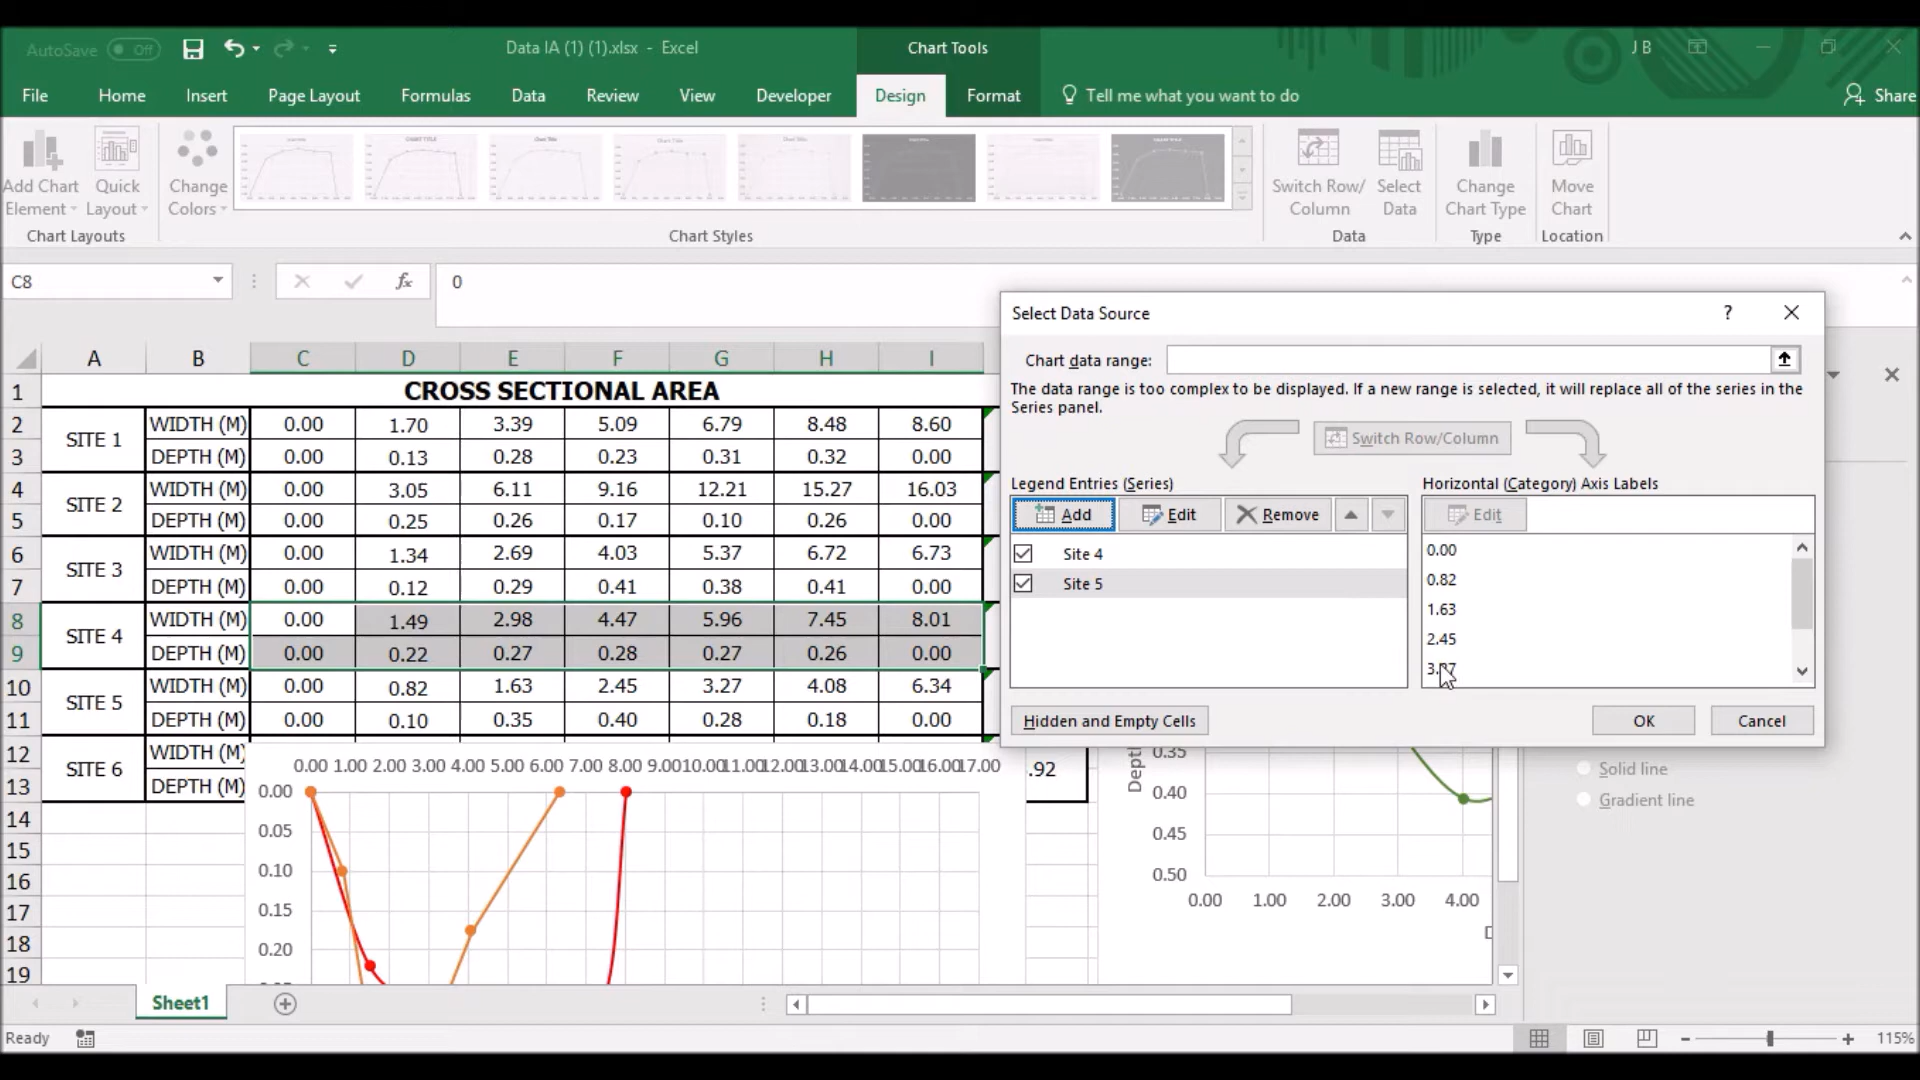 AutoSave Off
Data IA (1) (1).xlsx - Excel
Chart Tools
J B
File Home Insert Page Layout Formulas Data Review View Developer Design Format Tell me what you want to do Share
Add Chart Element
Quick Layout
Change Colors
Switch Row/ Column
Select Data
Change Chart Type
Move Chart
Chart Layouts Chart Styles Data Type Location
C8 fx 0
A B C D E F G H I
1 CROSS SECTIONAL AREA
2 SITE 1 WIDTH (M) 0.00 1.70 3.39 5.09 6.79 8.48 8.60
3 DEPTH (M) 0.00 0.13 0.28 0.23 0.31 0.32 0.00
4 SITE 2 WIDTH (M) 0.00 3.05 6.11 9.16 12.21 15.27 16.03
5 DEPTH (M) 0.00 0.25 0.26 0.17 0.10 0.26 0.00
6 SITE 3 WIDTH (M) 0.00 1.34 2.69 4.03 5.37 6.72 6.73
7 DEPTH (M) 0.00 0.12 0.29 0.41 0.38 0.41 0.00
8 SITE 4 WIDTH (M) 0.00 1.49 2.98 4.47 5.96 7.45 8.01
9 DEPTH (M) 0.00 0.22 0.27 0.28 0.27 0.26 0.00
10 SITE 5 WIDTH (M) 0.00 0.82 1.63 2.45 3.27 4.08 6.34
11 DEPTH (M) 0.00 0.10 0.35 0.40 0.28 0.18 0.00
12 SITE 6 WIDTH (M)
13 DEPTH (M)
14
15
16
17
18
19
0.00 1.00 2.00 3.00 4.00 5.00 6.00 7.00 8.00 9.00 10.00 11.00 12.00 13.00 14.00 15.00 16.00 17.00
0.00
0.05
0.10
0.15
0.20
.92
Select Data Source ?
Chart data range:
The data range is too complex to be displayed. If a new range is selected, it will replace all of the series in the
Series panel.
Switch Row/Column
Legend Entries (Series)
Add Edit Remove
Site 4
Site 5
Horizontal (Category) Axis Labels
Edit
0.00
0.82
1.63
2.45
Hidden and Empty Cells OK Cancel
Depth
0.35
0.40
0.45
0.50
0.00 1.00 2.00 3.00 4.00
Solid line
Gradient line
Sheet1
Ready 115%